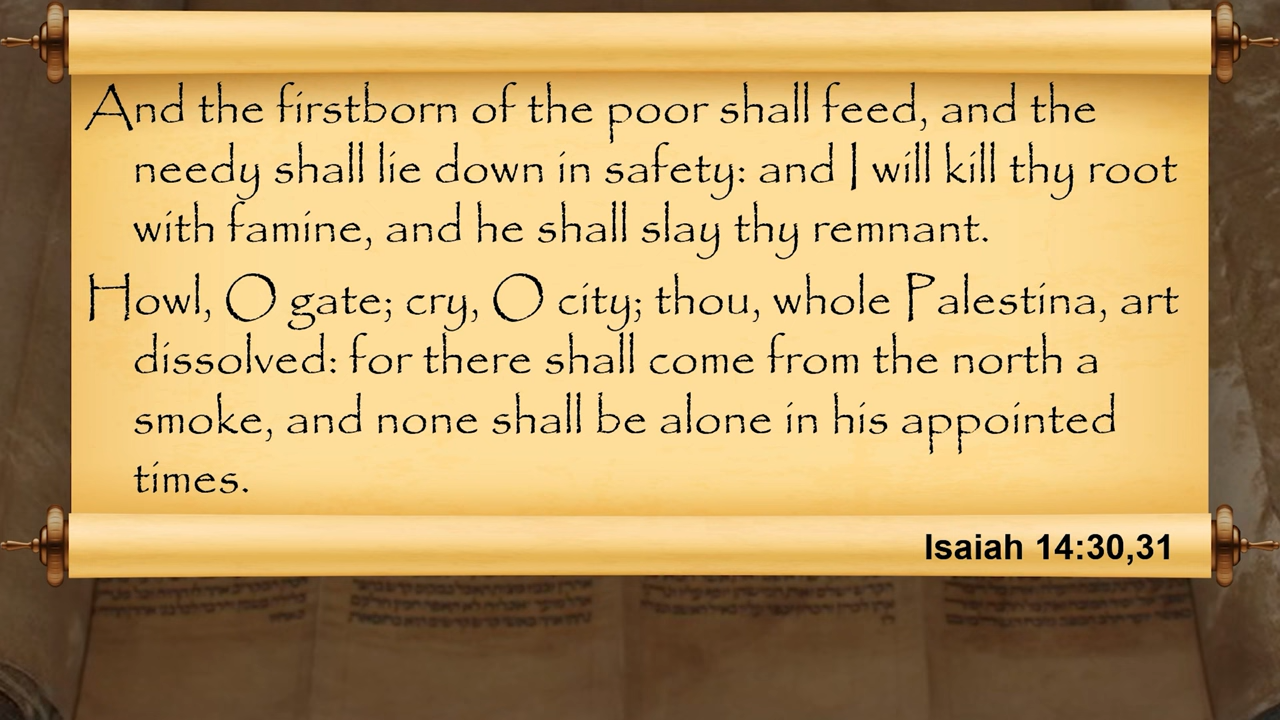 And the firstborn of the poor shall feed, and the
needy shall lie down in safety: and I will kill thy root
with famine, and he shall slay thy remnant.
Howl, O gate; cry, O city; thou, whole Palestina, art
dissolved: for there shall come from the north a
smoke, and none shall be alone in his appointed
times.
Isaiah 14:30,31